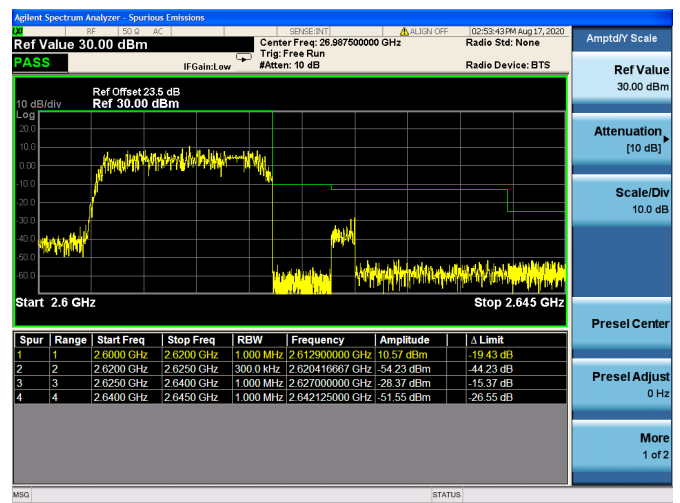 Agilent Spectrum Analyzer - Spurious Emissions
RF 50 Ω AC SENSE:INT ALIGN OFF 02:53:43 PM Aug 17, 2020
Ref Value 30.00 dBm Center Freq: 26.987500000 GHz Radio Std: None
Trig: Free Run
PASS IFGain:Low #Atten: 10 dB Radio Device: BTS
Ref Offset 23.5 dB
10 dB/div Ref 30.00 dBm
Log
20.0
10.0
0.00
-10.0
-20.0
-30.0
-40.0
-50.0
-60.0
Start 2.6 GHz Stop 2.645 GHz
Spur Range Start Freq Stop Freq RBW Frequency Amplitude Δ Limit
1 1 2.6000 GHz 2.6200 GHz 1.000 MHz 2.612900000 GHz 10.57 dBm -19.43 dB
2 2 2.6200 GHz 2.6250 GHz 300.0 kHz 2.620416667 GHz -54.23 dBm -44.23 dB
3 3 2.6250 GHz 2.6400 GHz 1.000 MHz 2.627000000 GHz -28.37 dBm -15.37 dB
4 4 2.6400 GHz 2.6450 GHz 1.000 MHz 2.642125000 GHz -51.55 dBm -26.55 dB
MSG STATUS
Amptd/Y Scale
Ref Value
30.00 dBm
Attenuation
[10 dB]
Scale/Div
10.0 dB
Presel Center
Presel Adjust
0 Hz
More
1 of 2